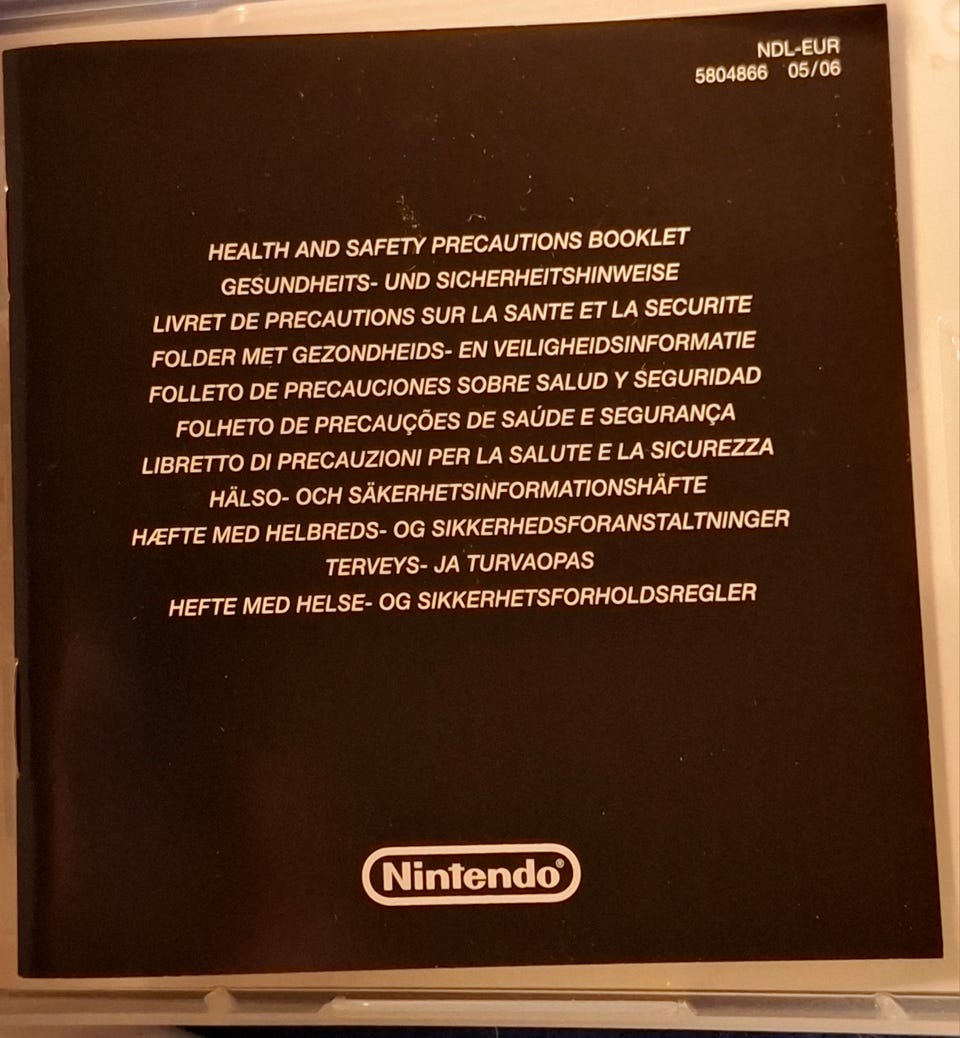 NDL-EUR
5804866 05/06
HEALTH AND SAFETY PRECAUTIONS BOOKLET
GESUNDHEITS- UND SICHERHEITSHINWEISE
LIVRET DE PRECAUTIONS SUR LA SANTE ET LA SECURITE
FOLDER MET GEZONDHEIDS- EN VEILIGHEIDSINFORMATIE
FOLLETO DE PRECAUCIONES SOBRE SALUD Y SEGURIDAD
FOLHETO DE PRECAUÇÕES DE SAÚDE E SEGURANÇA
LIBRETTO DI PRECAUZIONI PER LA SALUTE E LA SICUREZZA
HÄLSO- OCH SÄKERHETSINFORMATIONSHÄFTE
HÆFTE MED HELBREDS- OG SIKKERHEDSFORANSTALTNINGER
TERVEYS- JA TURVAOPAS
HEFTE MED HELSE- OG SIKKERHETSFORHOLDSREGLER
Nintendo®